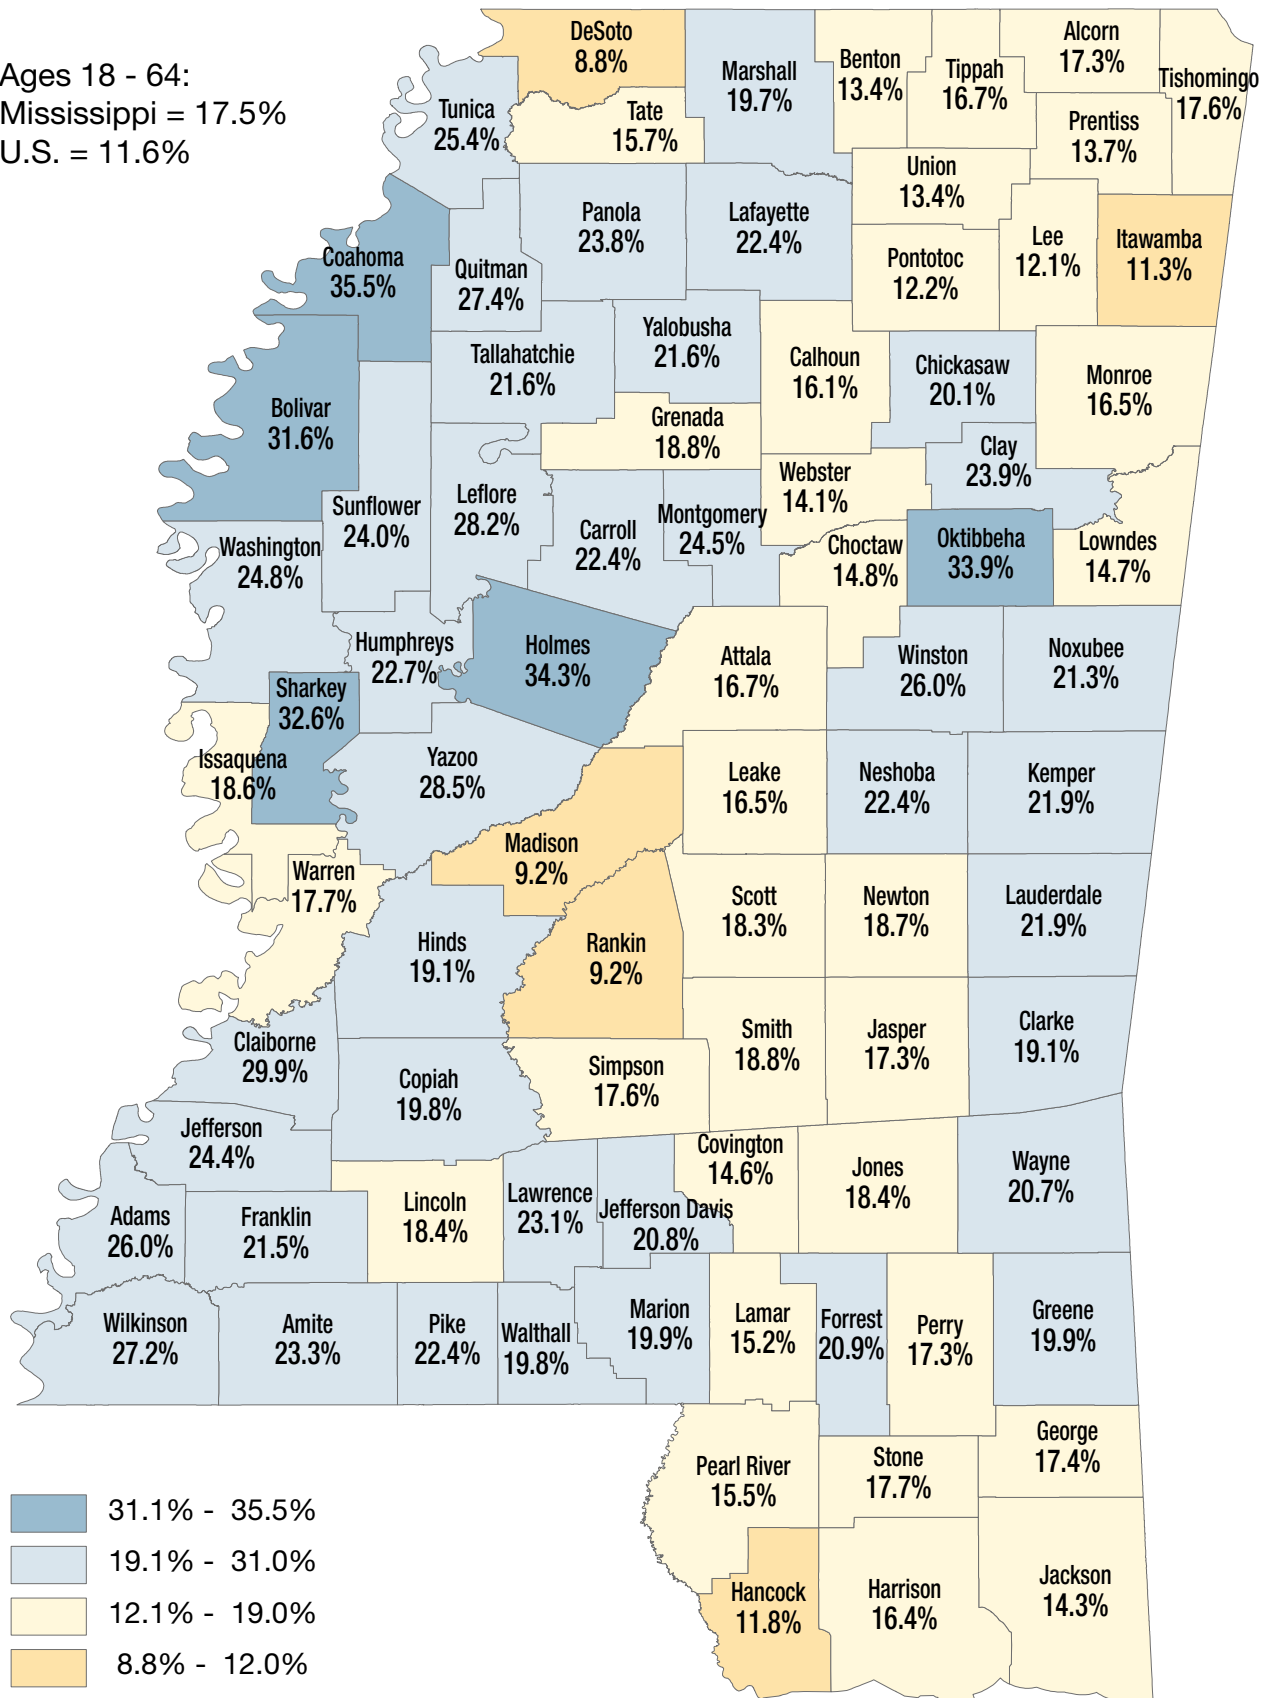 Ages 18 - 64:
Mississippi = 17.5%
U.S. = 11.6%
DeSoto
8.8%
Marshall
19.7%
Benton
13.4%
Tippah
16.7%
Alcorn
17.3%
Tishomingo
17.6%
Tunica
25.4%
Tate
15.7%
Prentiss
13.7%
Union
13.4%
Panola
23.8%
Lafayette
22.4%
Coahoma
35.5%
Quitman
27.4%
Pontotoc
12.2%
Lee
12.1%
Itawamba
11.3%
Tallahatchie
21.6%
Yalobusha
21.6%
Calhoun
16.1%
Chickasaw
20.1%
Monroe
16.5%
Bolivar
31.6%
Grenada
18.8%
Clay
23.9%
Webster
14.1%
Sunflower
24.0%
Leflore
28.2%
Carroll
22.4%
Montgomery
24.5%
Choctaw
14.8%
Oktibbeha
33.9%
Lowndes
14.7%
Washington
24.8%
Humphreys
22.7%
Holmes
34.3%
Attala
16.7%
Winston
26.0%
Noxubee
21.3%
Sharkey
32.6%
Issaquena
18.6%
Yazoo
28.5%
Leake
16.5%
Neshoba
22.4%
Kemper
21.9%
Madison
9.2%
Warren
17.7%
Scott
18.3%
Newton
18.7%
Lauderdale
21.9%
Hinds
19.1%
Rankin
9.2%
Claiborne
29.9%
Copiah
19.8%
Simpson
17.6%
Smith
18.8%
Jasper
17.3%
Clarke
19.1%
Jefferson
24.4%
Covington
14.6%
Jones
18.4%
Wayne
20.7%
Adams
26.0%
Franklin
21.5%
Lincoln
18.4%
Lawrence
23.1%
Jefferson Davis
20.8%
Wilkinson
27.2%
Amite
23.3%
Pike
22.4%
Walthall
19.8%
Marion
19.9%
Lamar
15.2%
Forrest
20.9%
Perry
17.3%
Greene
19.9%
Pearl River
15.5%
Stone
17.7%
George
17.4%
Hancock
11.8%
Harrison
16.4%
Jackson
14.3%
31.1% - 35.5%
19.1% - 31.0%
12.1% - 19.0%
8.8% - 12.0%